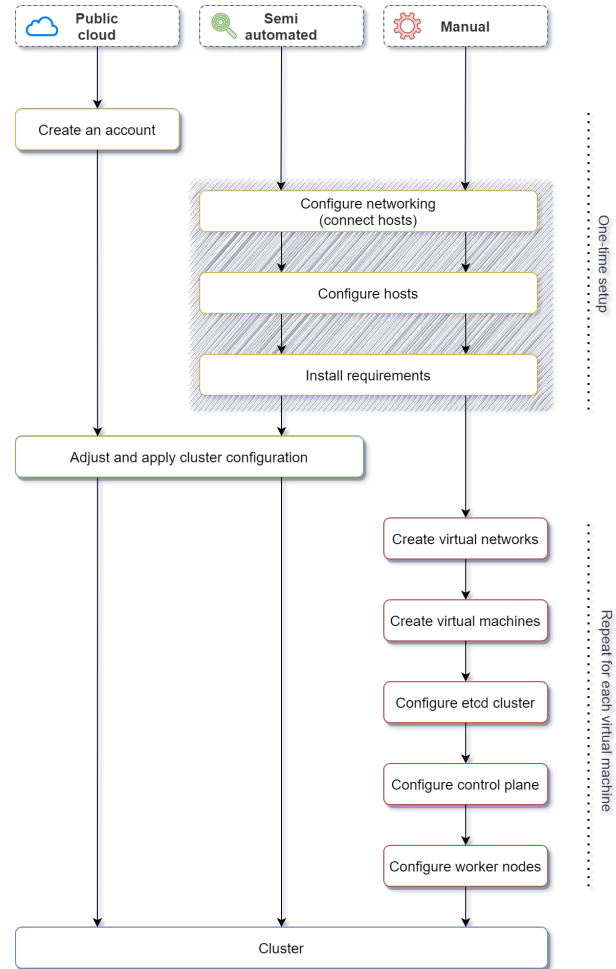 Public
cloud
Semi
automated
Manual
Create an account
Configure networking
(connect hosts)
Configure hosts
Install requirements
One-time setup
Adjust and apply cluster configuration
Create virtual networks
Create virtual machines
Configure etcd cluster
Configure control plane
Configure worker nodes
Repeat for each virtual machine
Cluster